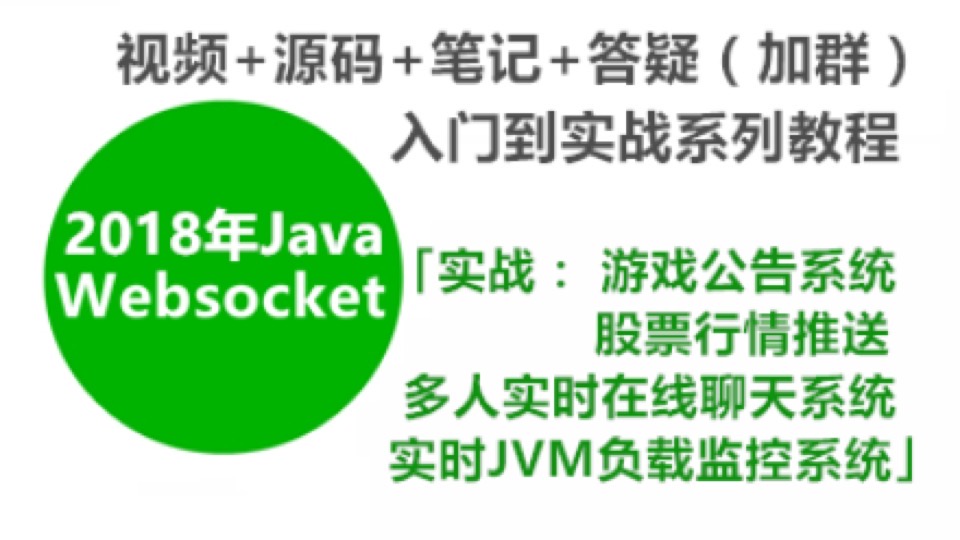 视频+源码+笔记+答疑（加群）
入门到实战系列教程
2018年Java
Websocket
「实战： 游戏公告系统
股票行情推送
多人实时在线聊天系统
实时JVM负载监控系统」